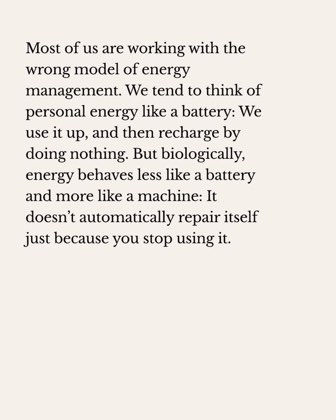 Most of us are working with the
wrong model of energy
management. We tend to think of
personal energy like a battery: We
use it up, and then recharge by
doing nothing. But biologically,
energy behaves less like a battery
and more like a machine: It
doesn’t automatically repair itself
just because you stop using it.